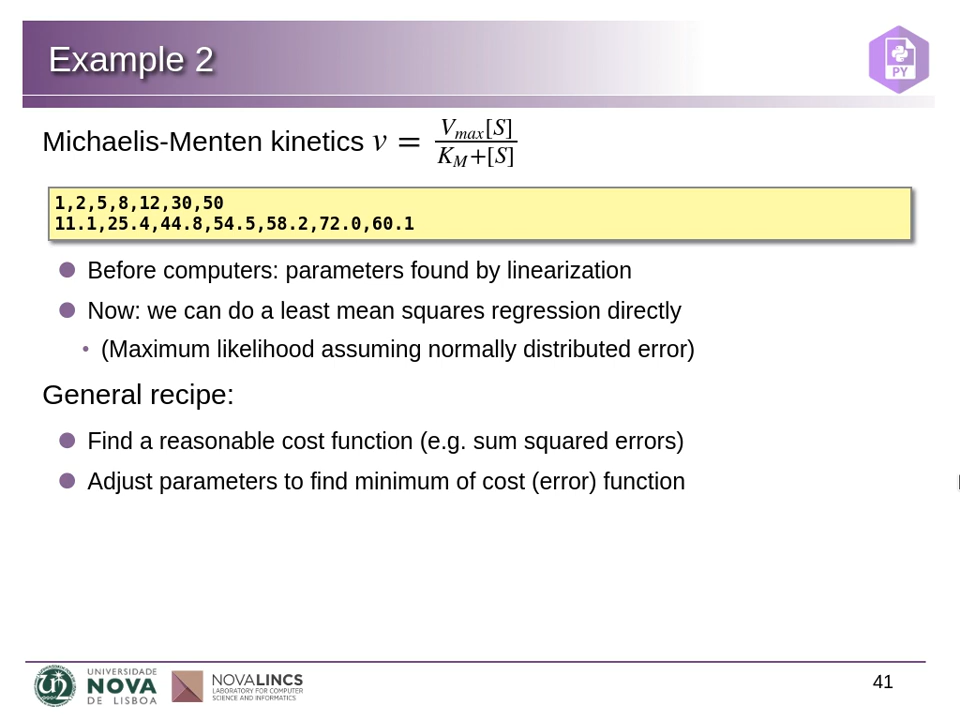 Example 2
PY
Michaelis-Menten kinetics v = Vmax[S] / KM+[S]
1,2,5,8,12,30,50
11.1,25.4,44.8,54.5,58.2,72.0,60.1
Before computers: parameters found by linearization
Now: we can do a least mean squares regression directly
(Maximum likelihood assuming normally distributed error)
General recipe:
Find a reasonable cost function (e.g. sum squared errors)
Adjust parameters to find minimum of cost (error) function
UNIVERSIDADE
NOVA
DE LISBOA
NOVALINCS
LABORATORY FOR COMPUTER
SCIENCE AND INFORMATICS
41